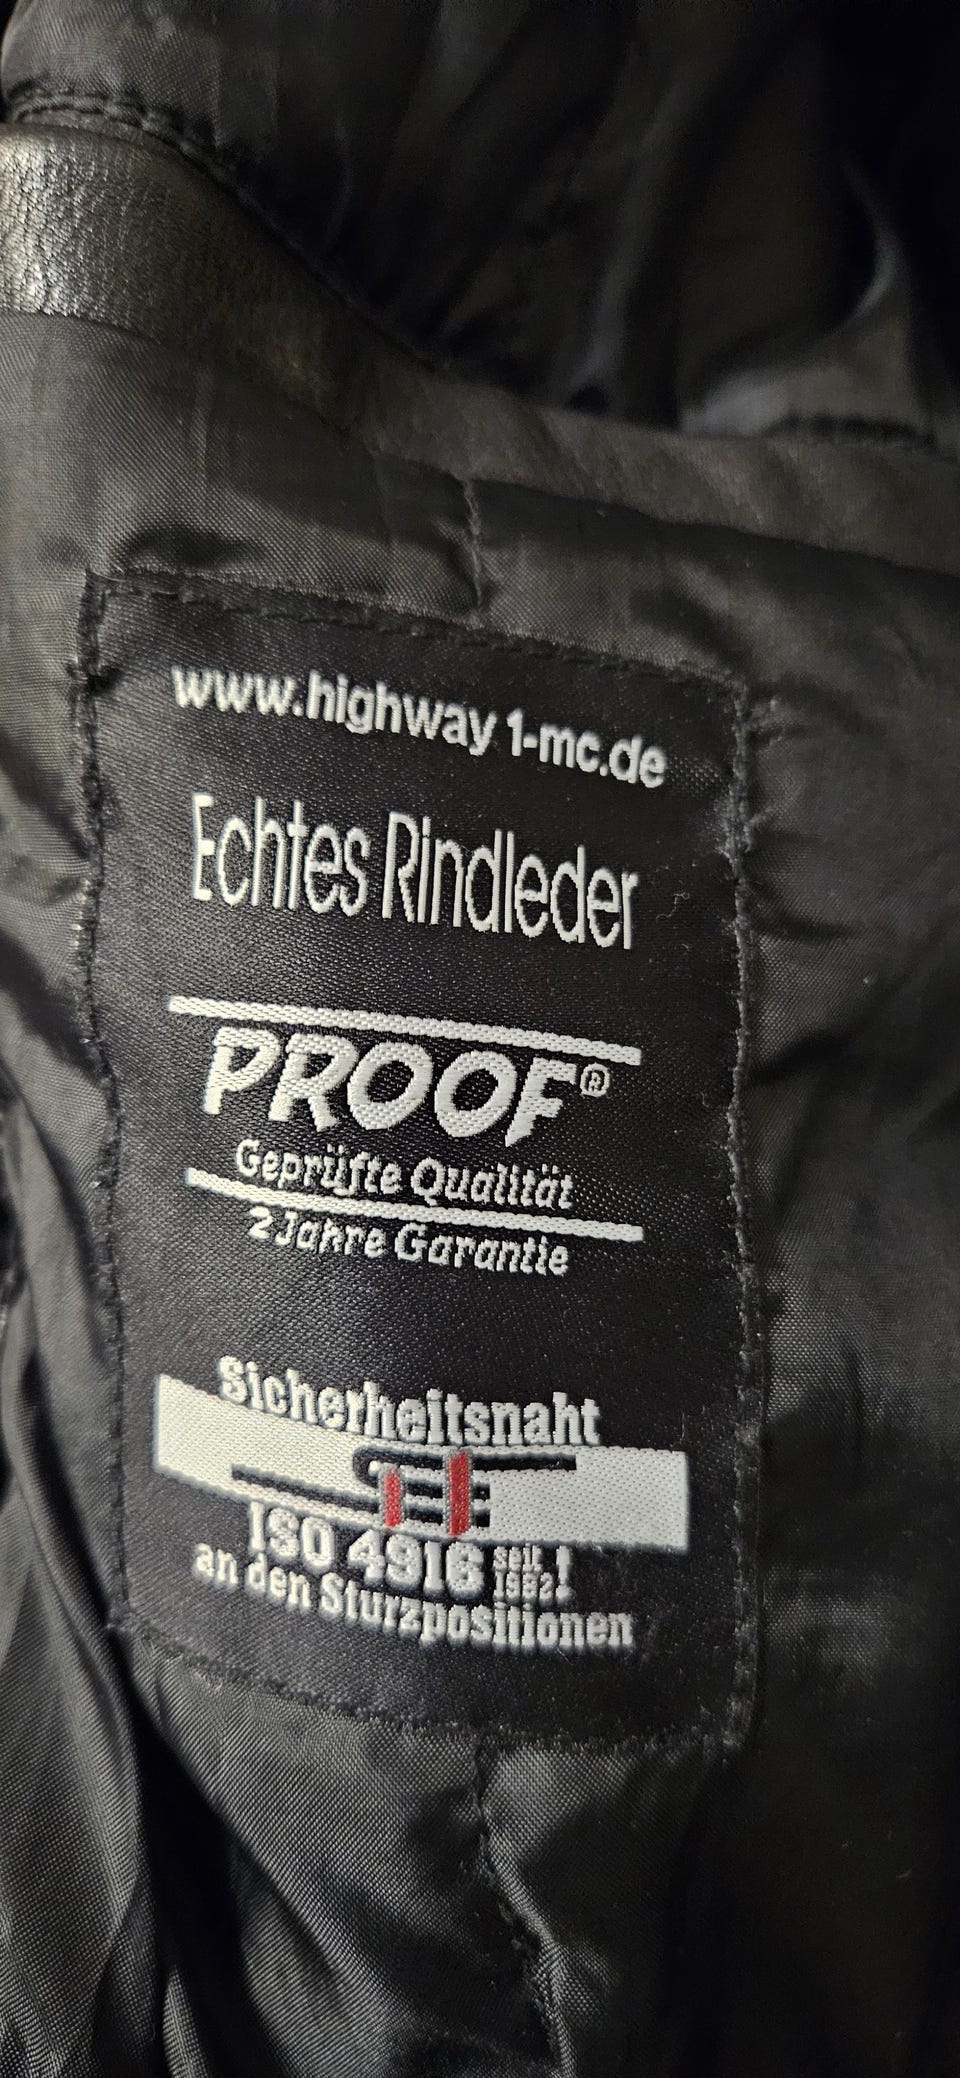 www.highway 1-mc.de
Echtes Rindleder
PROOF®
Geprüfte Qualität
2 Jahre Garantie
Sicherheitsnaht
ISO 4916 seit 1992!
an den Sturzpositionen